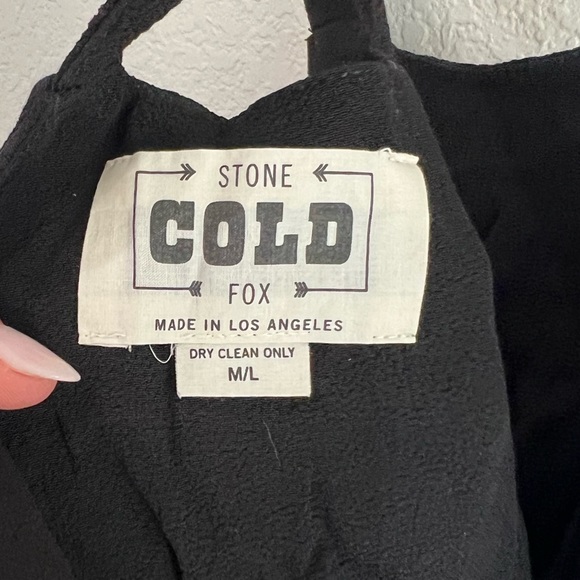 STONE
COLD
FOX
MADE IN LOS ANGELES
DRY CLEAN ONLY
M/L